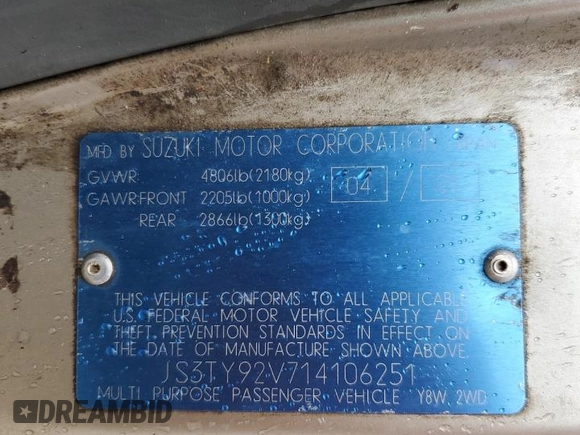 MFD BY SUZUKI MOTOR CORPORATION
GVWR 4806lb(2180kg) 04 /
GAWR:FRONT 2205lb(1000kg)
REAR 2866lb(1300kg)
THIS VEHICLE CONFORMS TO ALL APPLICABLE
U.S. FEDERAL MOTOR VEHICLE SAFETY AND
THEFT PREVENTION STANDARDS IN EFFECT ON
THE DATE OF MANUFACTURE SHOWN ABOVE.
JS3TY92V714106251
MULTI PURPOSE PASSENGER VEHICLE Y8W, 2WD
DREAMBID